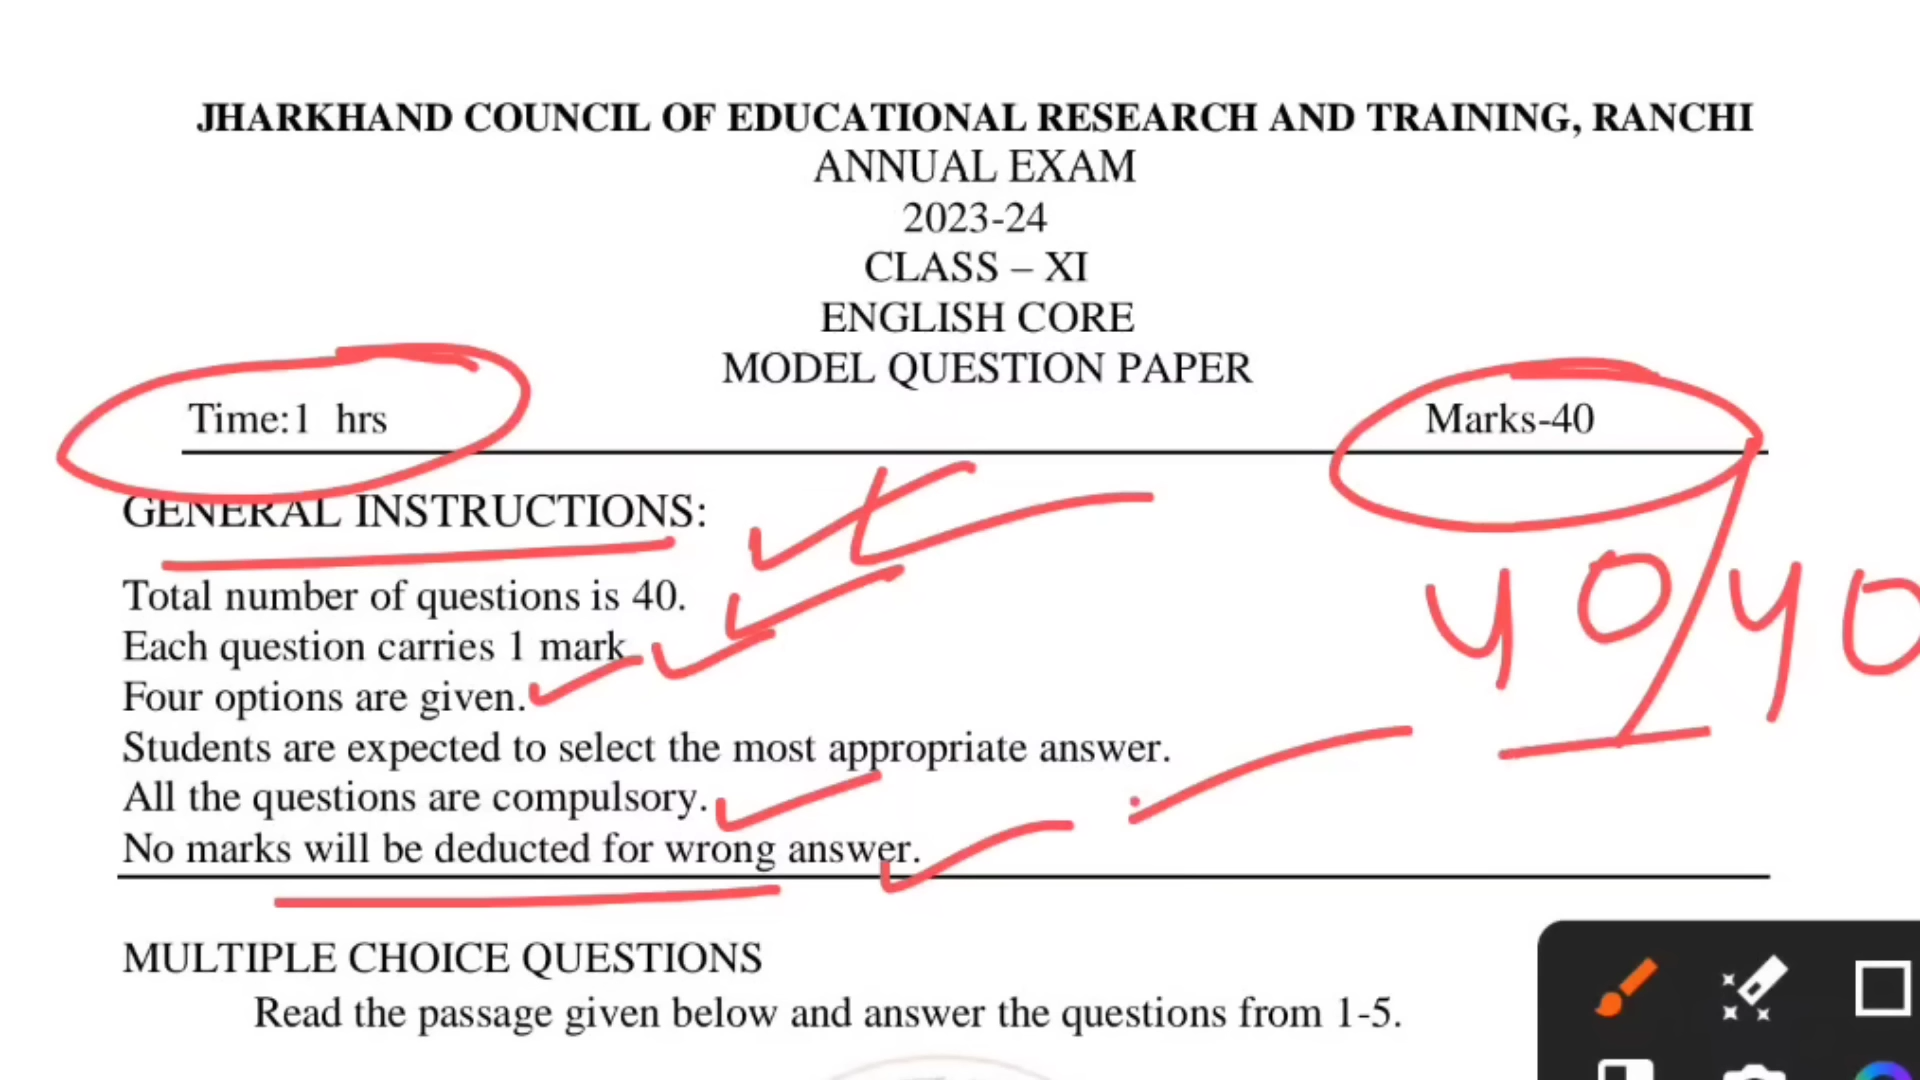 JHARKHAND COUNCIL OF EDUCATIONAL RESEARCH AND TRAINING, RANCHI
ANNUAL EXAM
2023-24
CLASS – XI
ENGLISH CORE
MODEL QUESTION PAPER
Time:1 hrs Marks-40
GENERAL INSTRUCTIONS:
Total number of questions is 40.
40/40
Each question carries 1 mark
Four options are given.
Students are expected to select the most appropriate answer.
All the questions are compulsory.
No marks will be deducted for wrong answer.
MULTIPLE CHOICE QUESTIONS
Read the passage given below and answer the questions from 1-5.